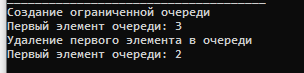 Создание ограниченной очереди
Первый элемент очереди: 3
Удаление первого элемента в очереди
Первый элемент очереди: 2